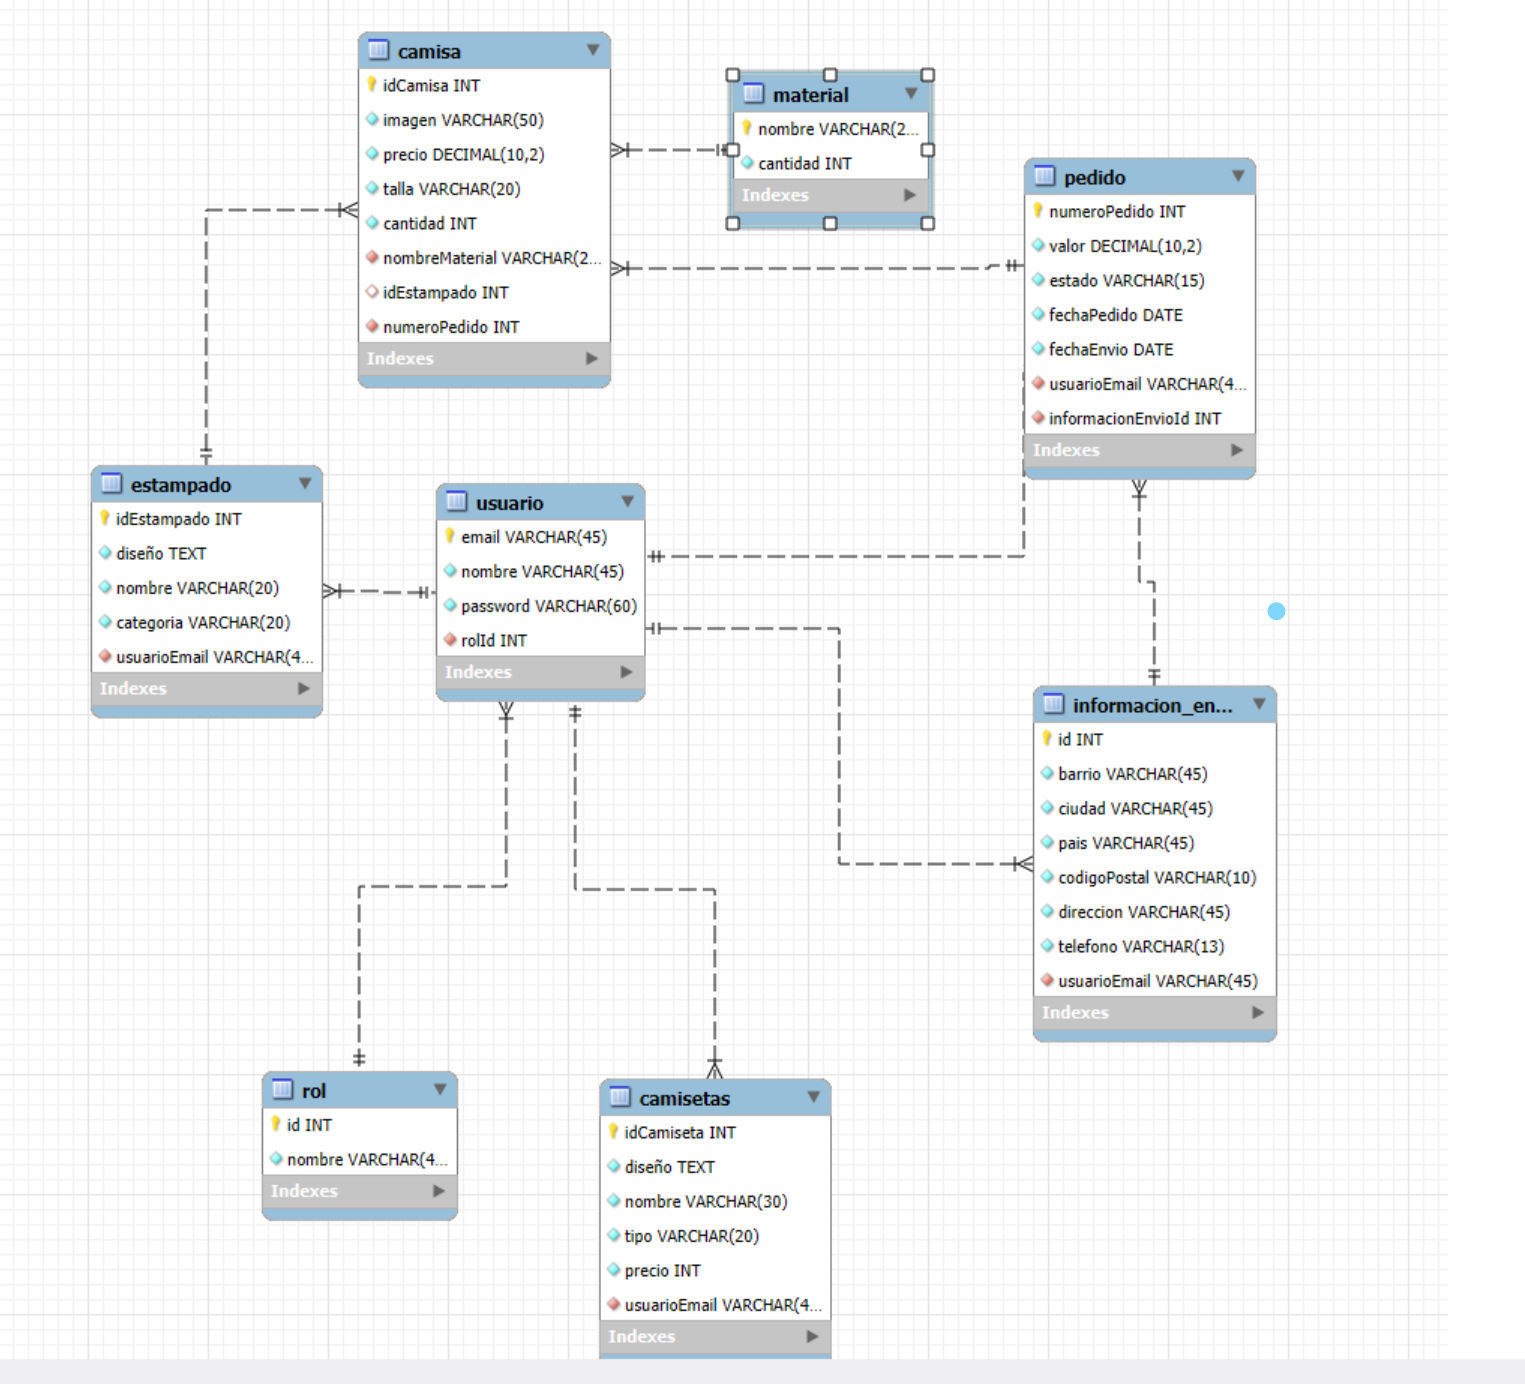 camisa
idCamisa INT
imagen VARCHAR(50)
precio DECIMAL(10,2)
talla VARCHAR(20)
cantidad INT
nombreMaterial VARCHAR(2...
idEstampado INT
numeroPedido INT
Indexes
material
nombre VARCHAR(2...
cantidad INT
Indexes
pedido
numeroPedido INT
valor DECIMAL(10,2)
estado VARCHAR(15)
fechaPedido DATE
fechaEnvio DATE
usuarioEmail VARCHAR(4...
informacionEnvioId INT
Indexes
estampado
idEstampado INT
diseño TEXT
nombre VARCHAR(20)
categoria VARCHAR(20)
usuarioEmail VARCHAR(4...
Indexes
usuario
email VARCHAR(45)
nombre VARCHAR(45)
password VARCHAR(60)
rolId INT
Indexes
informacion_en...
id INT
barrio VARCHAR(45)
ciudad VARCHAR(45)
pais VARCHAR(45)
codigoPostal VARCHAR(10)
direccion VARCHAR(45)
telefono VARCHAR(13)
usuarioEmail VARCHAR(45)
Indexes
rol
id INT
nombre VARCHAR(4...
Indexes
camisetas
idCamiseta INT
diseño TEXT
nombre VARCHAR(30)
tipo VARCHAR(20)
precio INT
usuarioEmail VARCHAR(4...
Indexes